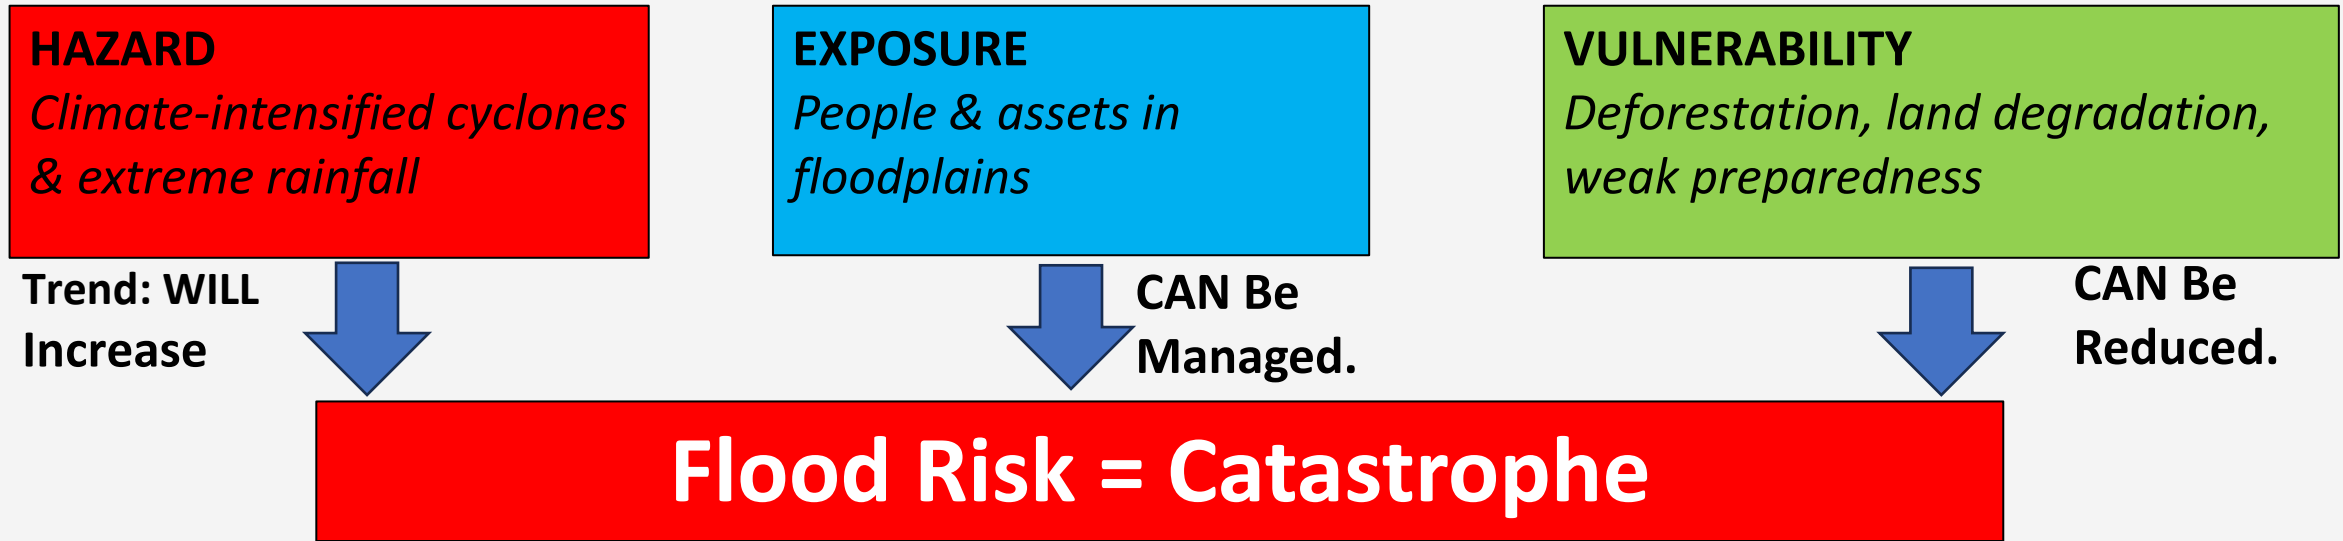 HAZARD
Climate-intensified cyclones
& extreme rainfall
EXPOSURE
People & assets in
floodplains
VULNERABILITY
Deforestation, land degradation,
weak preparedness
Trend: WILL
Increase
CAN Be
Managed.
CAN Be
Reduced.
Flood Risk = Catastrophe